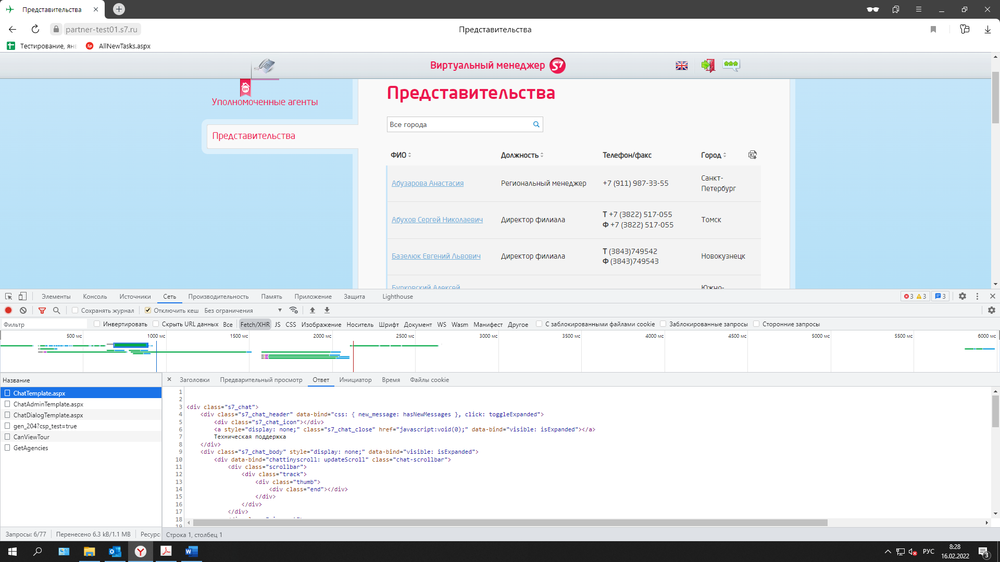 Представительства
partner-test01.s7.ru
Представительства
Тестирование, янв
Sp AllNewTasks.aspx
Виртуальный менеджер S7
ВМ
Уполномоченные агенты
Представительства
Представительства
Все города
ФИО Должность Телефон/факс Город
Абузарова Анастасия Региональный менеджер +7 (911) 987-33-55 Санкт-
Петербург
Абухов Сергей Николаевич Директор филиала Т +7 (3822) 517-055 Томск
Ф +7 (3822) 517-055
Базелюк Евгений Львович Директор филиала Т (3843)749542 Новокузнецк
Ф (3843)749543
Бурковский Алексей Южно-
Элементы Консоль Источники Сеть Производительность Память Приложение Защита Lighthouse 3 3 3
Сохранять журнал Отключить кеш Без ограничения
Фильтр Инвертировать Скрыть URL данных Все Fetch/XHR JS CSS Изображение Носитель Шрифт Документ WS Wasm Манифест Другое С заблокированными файлами cookie Заблокированные запросы Сторонние запросы
500 мс 1000 мс 1500 мс 2000 мс 2500 мс 3000 мс 3500 мс 4000 мс 4500 мс 5000 мс 5500 мс 6000 мс
Название
ChatTemplate.aspx
ChatAdminTemplate.aspx
ChatDialogTemplate.aspx
gen_204?csp_test=true
CanViewTour
GetAgencies
Запросы: 6/77 Перенесено 6.3 kB/1.1 MB Ресурс
Заголовки Предварительный просмотр Ответ Инициатор Время Файлы cookie
1
2
3 <div class="s7_chat">
4 <div class="s7_chat_header" data-bind="css: { new_message: hasNewMessages }, click: toggleExpanded">
5 <div class="s7_chat_icon"></div>
6 <a style="display: none;" class="s7_chat_close" href="javascript:void(0);" data-bind="visible: isExpanded"></a>
7 Техническая поддержка
8 </div>
9 <div class="s7_chat_body" style="display: none;" data-bind="visible: isExpanded">
10 <div data-bind="chattinyscroll: updateScroll" class="chat-scrollbar">
11 <div class="scrollbar">
12 <div class="track">
13 <div class="thumb">
14 <div class="end"></div>
15 </div>
16 </div>
17 </div>
18
19
Строка 1, столбец 1
РУС
8:28
16.02.2022
3